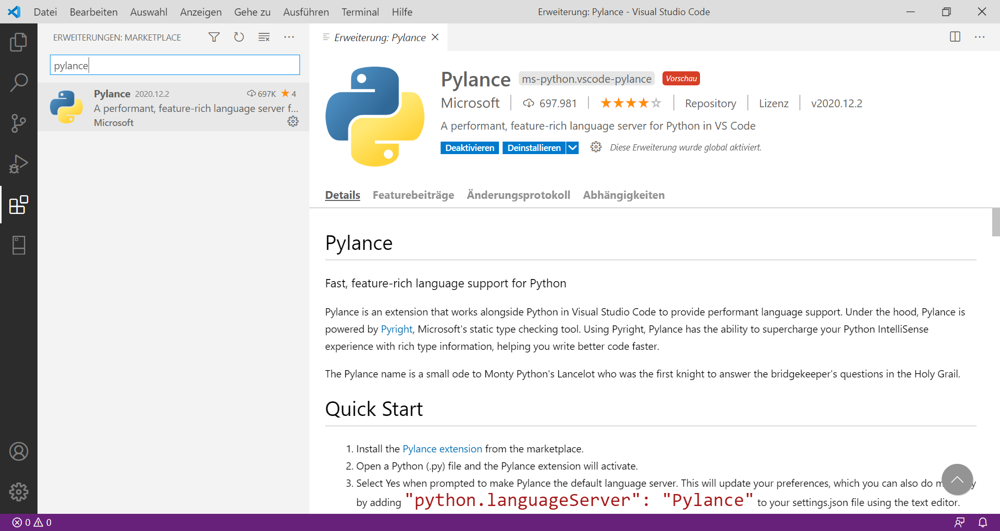 Datei Bearbeiten Auswahl Anzeigen Gehe zu Ausführen Terminal Hilfe Erweiterung: Pylance - Visual Studio Code
ERWEITERUNGEN: MARKETPLACE
pylance
Pylance 2020.12.2 697K 4
A performant, feature-rich language server f...
Microsoft
Erweiterung: Pylance
Pylance ms-python.vscode-pylance Vorschau
Microsoft 697.981 Repository Lizenz v2020.12.2
A performant, feature-rich language server for Python in VS Code
Deaktivieren Deinstallieren Diese Erweiterung wurde global aktiviert.
Details Featurebeiträge Änderungsprotokoll Abhängigkeiten
Pylance
Fast, feature-rich language support for Python
Pylance is an extension that works alongside Python in Visual Studio Code to provide performant language support. Under the hood, Pylance is
powered by Pyright, Microsoft's static type checking tool. Using Pyright, Pylance has the ability to supercharge your Python IntelliSense
experience with rich type information, helping you write better code faster.
The Pylance name is a small ode to Monty Python's Lancelot who was the first knight to answer the bridgekeeper's questions in the Holy Grail.
Quick Start
1. Install the Pylance extension from the marketplace.
2. Open a Python (.py) file and the Pylance extension will activate.
3. Select Yes when prompted to make Pylance the default language server. This will update your preferences, which you can also do
by adding "python.languageServer": "Pylance" to your settings.json file using the text editor.
0 0